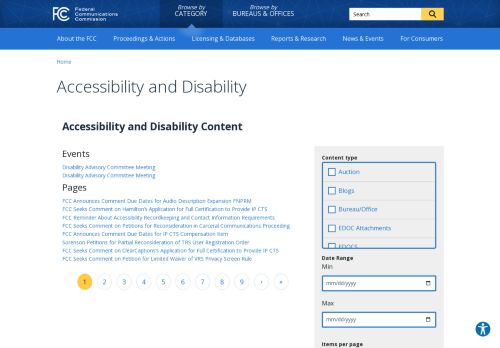 FCC
Federal
Communications
Commission
Browse by
CATEGORY
Browse by
BUREAUS & OFFICES
Search
About the FCC
Proceedings & Actions
Licensing & Databases
Reports & Research
News & Events
For Consumers
Home
Accessibility and Disability
Accessibility and Disability Content
Events
Disability Advisory Committee Meeting
Disability Advisory Committee Meeting
Pages
FCC Announces Comment Due Dates for Audio Description Expansion FNPRM
FCC Seeks Comment on Hamilton's Application for Full Certification to Provide IP CTS
FCC Reminder About Accessibility Recordkeeping and Contact Information Requirements
FCC Seeks Comment on Petitions for Reconsideration in Carceral Communications Proceeding
FCC Announces Comment Due Dates for IP CTS Compensation Item
Sorenson Petitions for Partial Reconsideration of TRS User Registration Order
FCC Seeks Comment on ClearCaptions's Application for Full Certification to Provide IP CTS
FCC Seeks Comment on Petition for Limited Waiver of VRS Privacy Screen Rule
1 2 3 4 5 6 7 8 9 › »
Content type
Auction
Blogs
Bureau/Office
EDOC Attachments
EDOCS
Date Range
Min
mm/dd/yyyy
Max
mm/dd/yyyy
Items per page